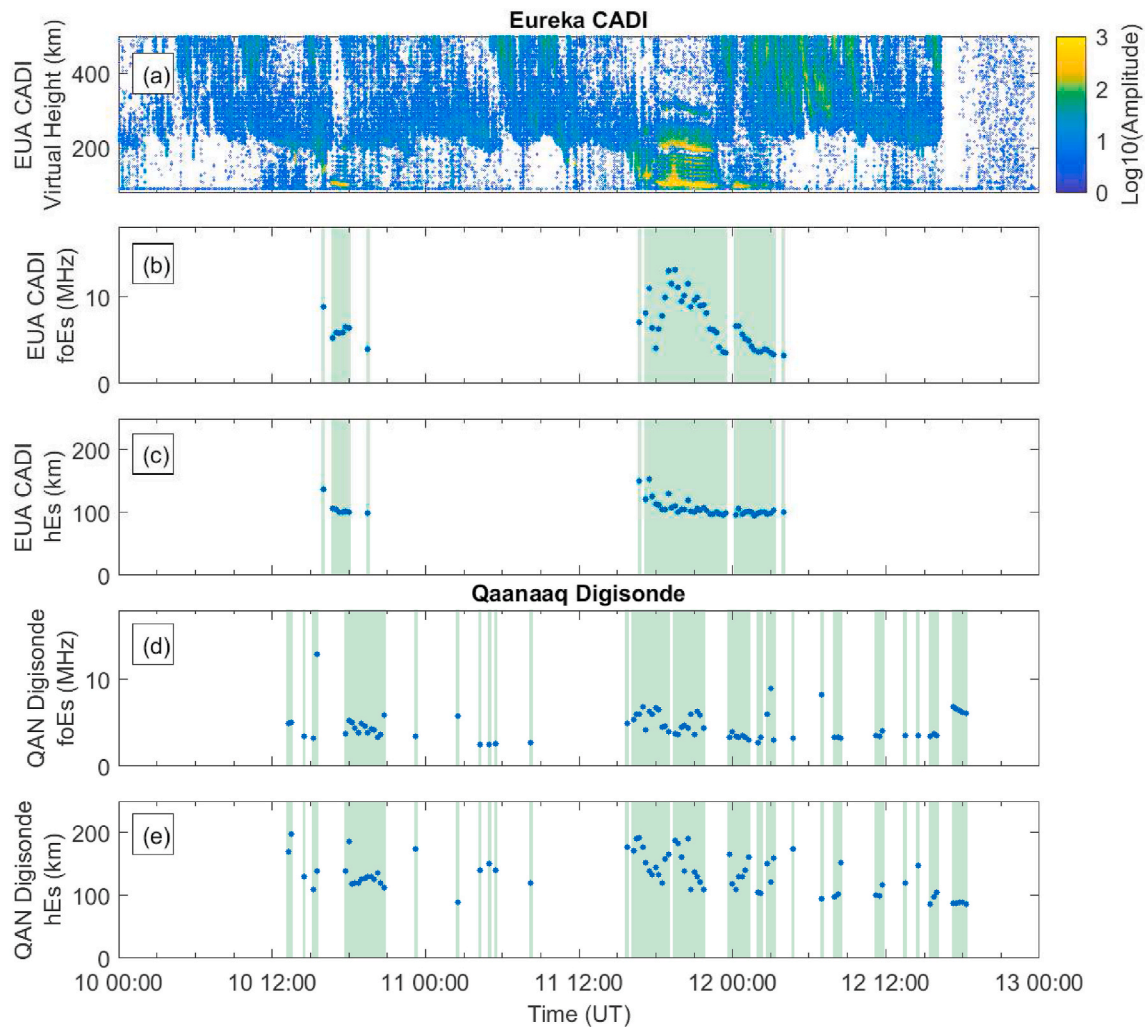 Eureka CADI
EUA CADI
Virtual Height (km)
400
200
(a)
3
2
1
0
Log10(Amplitude)
EUA CADI
foEs (MHz)
10
0
(b)
EUA CADI
hEs (km)
200
100
0
(c)
Qaanaaq Digisonde
QAN Digisonde
foEs (MHz)
10
0
(d)
QAN Digisonde
hEs (km)
200
100
0
(e)
10 00:00 10 12:00 11 00:00 11 12:00 12 00:00 12 12:00 13 00:00
Time (UT)